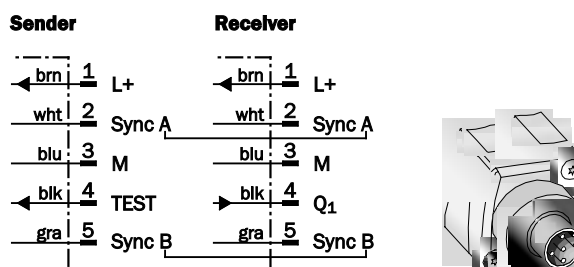 Sender Receiver
brn 1 L+ brn 1 L+
wht 2 Sync A wht 2 Sync A
blu 3 M blu 3 M
blk 4 TEST blk 4 Q1
gra 5 Sync B gra 5 Sync B